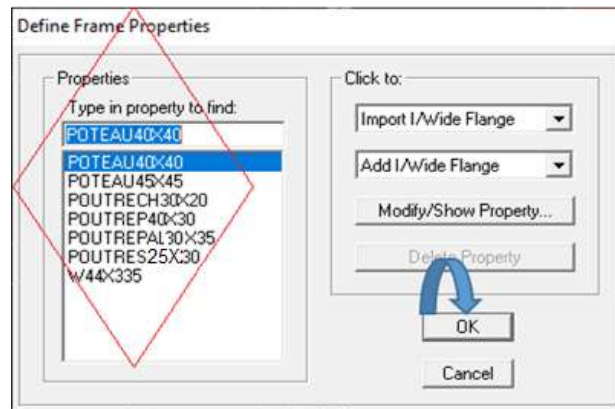 Define Frame Properties
Properties
Type in property to find:
POTEAU40X40
POTEAU40X40
POTEAU45X45
POUTRECH30X20
POUTREP40X30
POUTREPAL30X35
POUTRES25X30
W44X335
Click to:
Import I/Wide Flange
Add I/Wide Flange
Modify/Show Property...
Delete Property
OK
Cancel